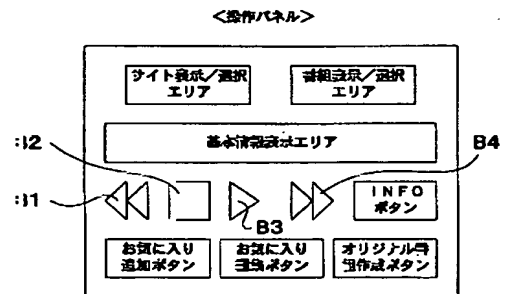 <操作パネル>
サイト表示/選択
エリア
番組表示/選択
エリア
基本情報表示エリア
B2
B4
B1
B3
INFO
ボタン
お気に入り
追加ボタン
お気に入り
ボタン
オリジナル番
組作成ボタン